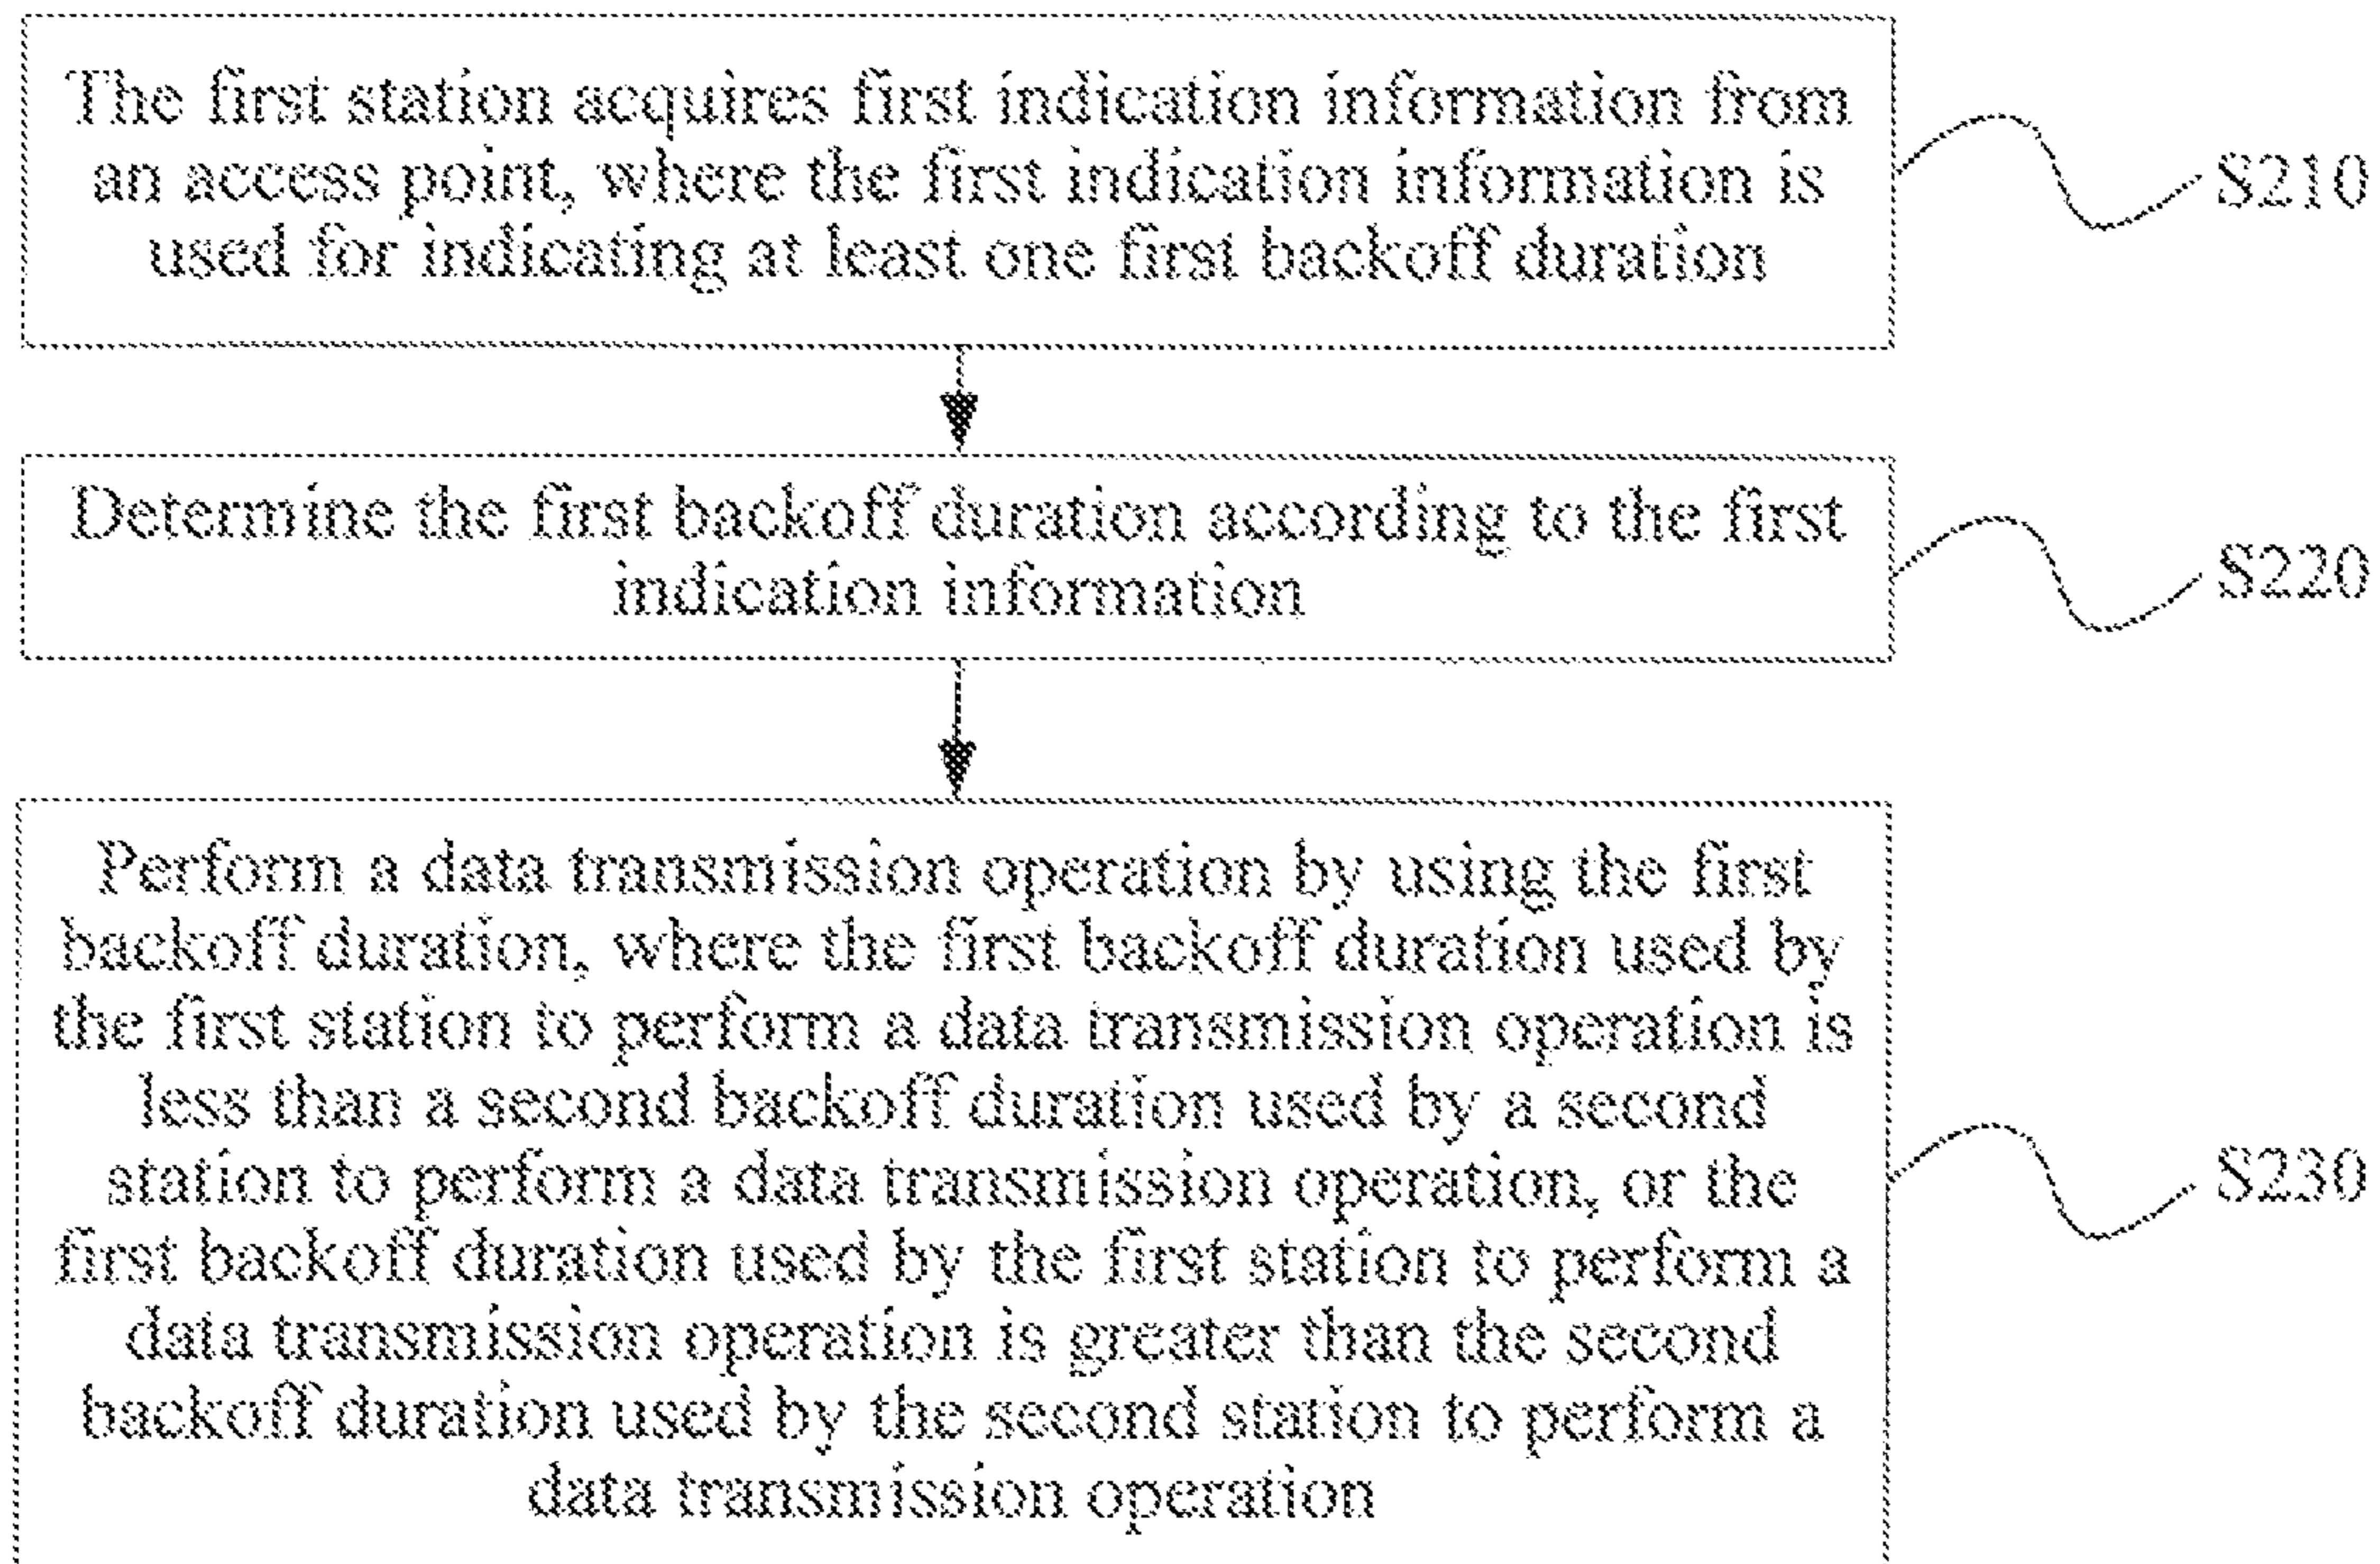 The first station acquires first indication information from
an access point, where the first indication information is
used for indicating at least one first backoff duration
S210
Determine the first backoff duration according to the first
indication information
S220
Perform a data transmission operation by using the first
backoff duration, where the first backoff duration used by
the first station to perform a data transmission operation is
less than a second backoff duration used by a second
station to perform a data transmission operation, or the
first backoff duration used by the first station to perform a
data transmission operation is greater than the second
backoff duration used by the second station to perform a
data transmission operation
S230